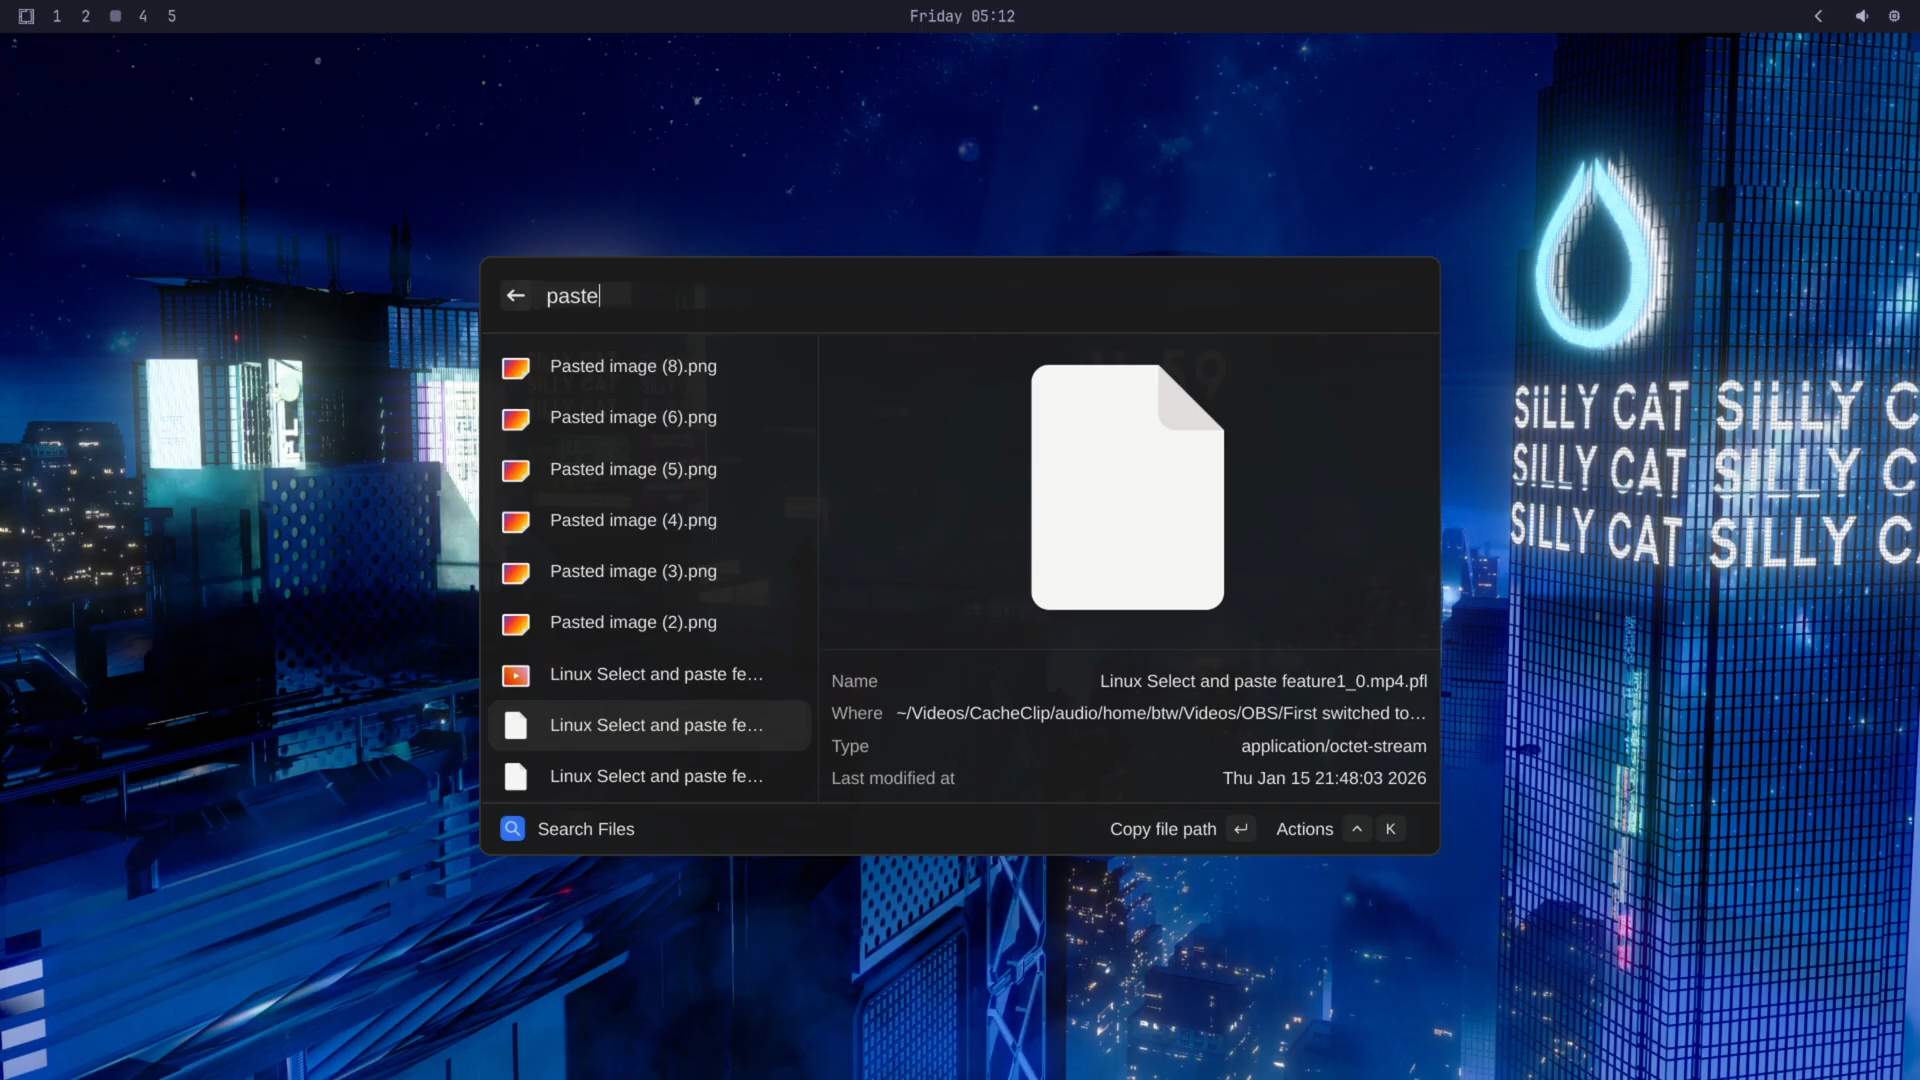 1 2 4 5
Friday 05:12
paste
Pasted image (8).png
Pasted image (6).png
Pasted image (5).png
Pasted image (4).png
Pasted image (3).png
Pasted image (2).png
Linux Select and paste fe...
Linux Select and paste fe...
Linux Select and paste fe...
Name Linux Select and paste feature1_0.mp4.pfl
Where ~/Videos/CacheClip/audio/home/btw/Videos/OBS/First switched to...
Type application/octet-stream
Last modified at Thu Jan 15 21:48:03 2026
Search Files
Copy file path ↵ Actions ^ K
SILLY CAT SILLY C
SILLY CAT SILLY C
SILLY CAT SILLY CA